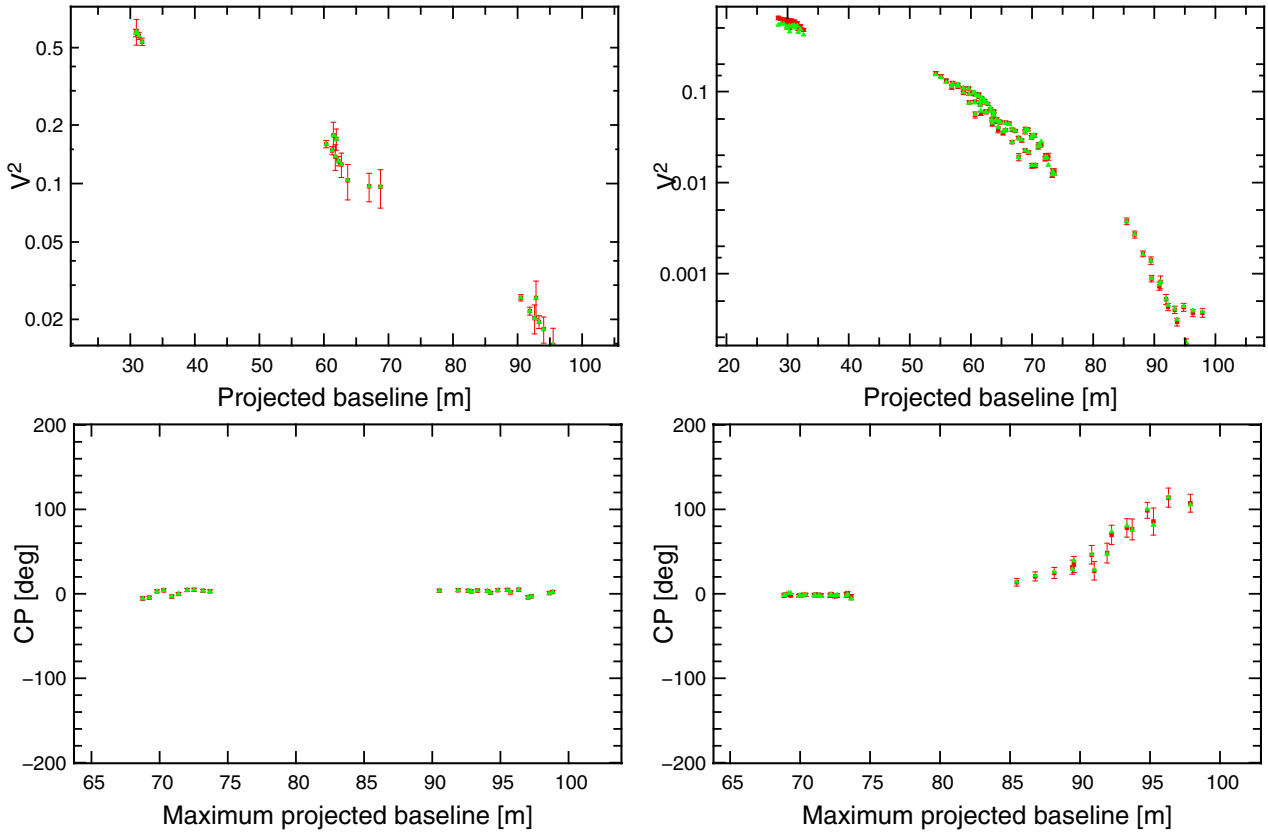 0.5
0.2
0.1
0.05
0.02
V2
30 40 50 60 70 80 90 100
Projected baseline [m]
0.1
0.01
0.001
V2
20 30 40 50 60 70 80 90 100
Projected baseline [m]
200
100
0
−100
−200
CP [deg]
65 70 75 80 85 90 95 100
Maximum projected baseline [m]
200
100
0
−100
−200
CP [deg]
65 70 75 80 85 90 95 100
Maximum projected baseline [m]